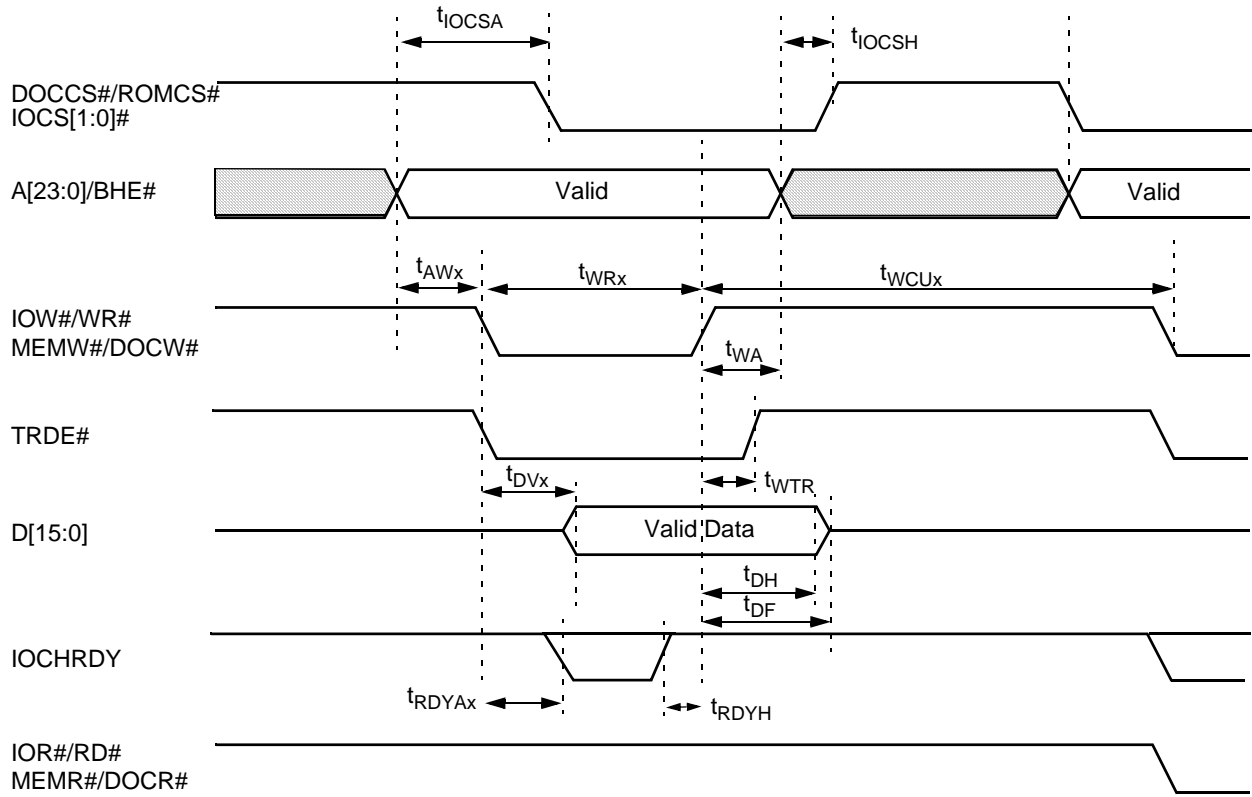 tIOCSA
tIOCSH
DOCCS#/ROMCS#
IOCS[1:0]#
A[23:0]/BHE#
Valid
Valid
tAWx
tWRx
tWCUx
IOW#/WR#
MEMW#/DOCW#
tWA
TRDE#
tDVx
tWTR
D[15:0]
Valid Data
tDH
tDF
IOCHRDY
tRDYAx
tRDYH
IOR#/RD#
MEMR#/DOCR#